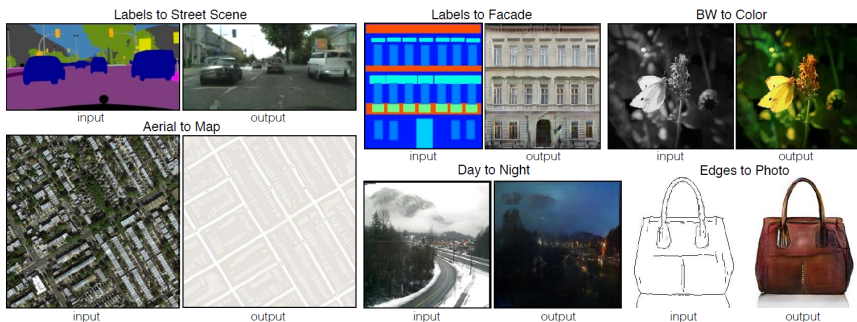 Labels to Street Scene
input
output
Aerial to Map
input
output
Labels to Facade
input
output
BW to Color
input
output
Day to Night
input
output
Edges to Photo
input
output